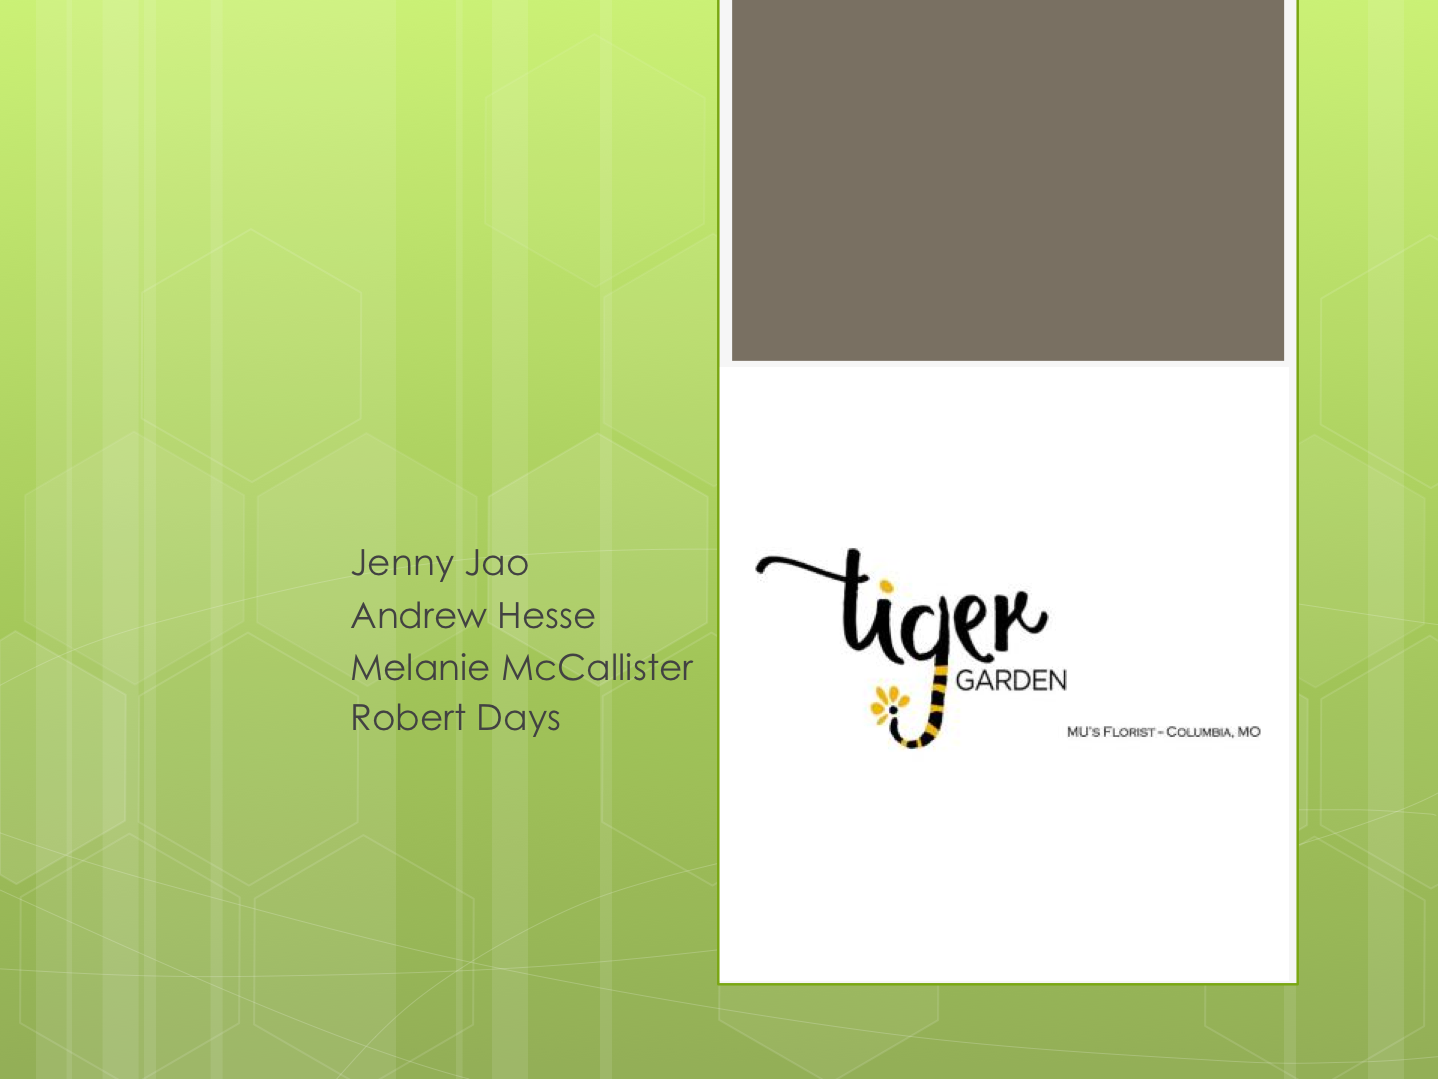 Jenny Jao
Andrew Hesse
Melanie McCallister
Robert Days
tiger
GARDEN
MU's Florist - Columbia, MO